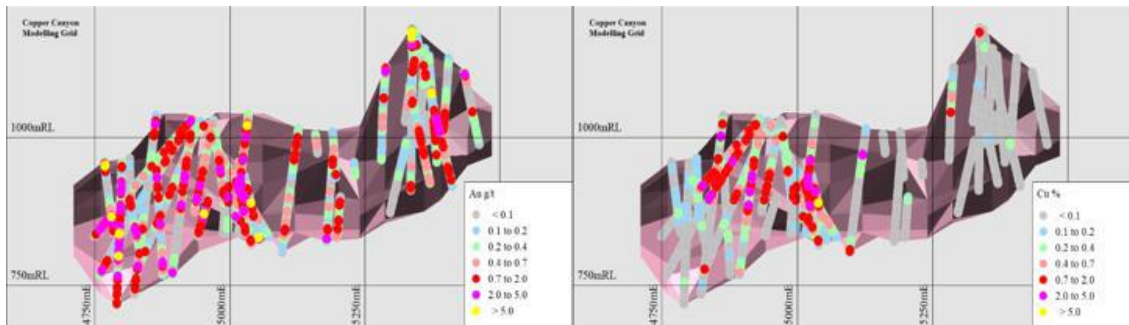 Copper Canyon
Modelling Grid
1000mRL
750mRL
4750mE
5000mE
5250mE
Au g/t
< 0.1
0.1 to 0.2
0.2 to 0.4
0.4 to 0.7
0.7 to 2.0
2.0 to 5.0
> 5.0
Copper Canyon
Modelling Grid
1000mRL
750mRL
4750mE
5000mE
5250mE
Cu %
< 0.1
0.1 to 0.2
0.2 to 0.4
0.4 to 0.7
0.7 to 2.0
2.0 to 5.0
> 5.0